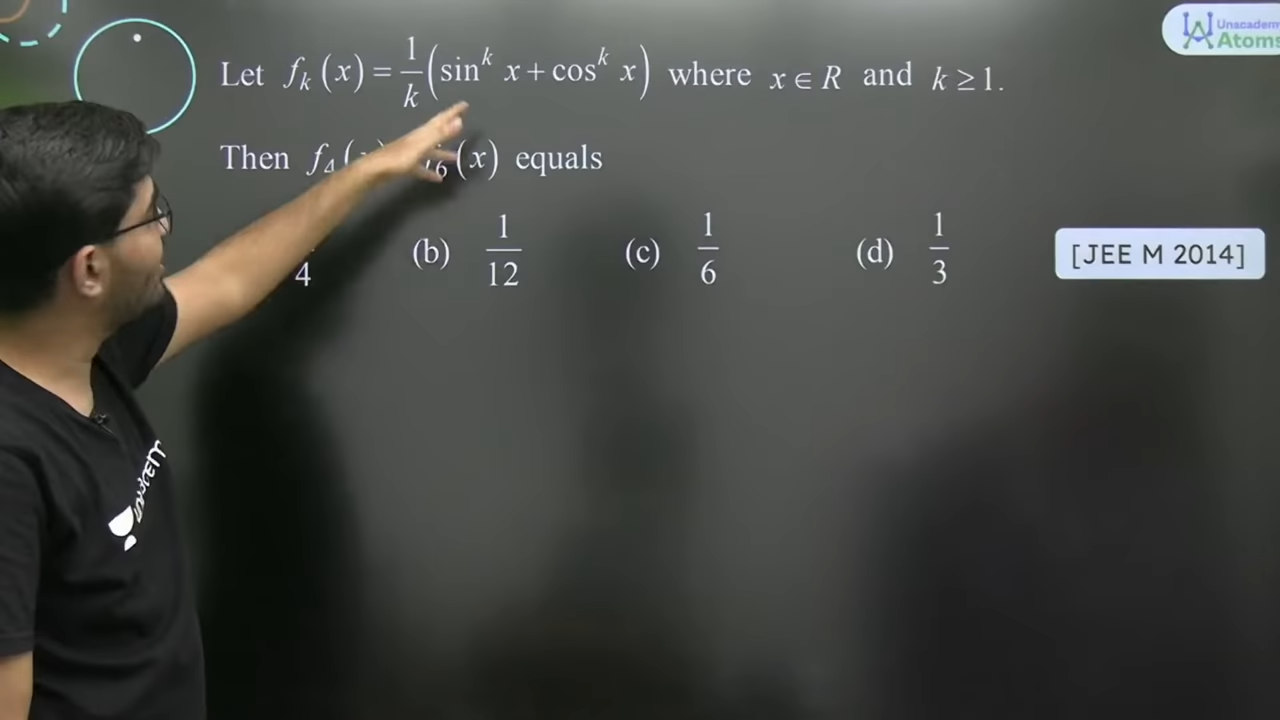 Unacademy
Atoms
Let f_k (x) = 1/k (sin^k x + cos^k x) where x ∈ R and k ≥ 1.
Then f_4 6 (x) equals
4 (b) 1/12 (c) 1/6 (d) 1/3 [JEE M 2014]